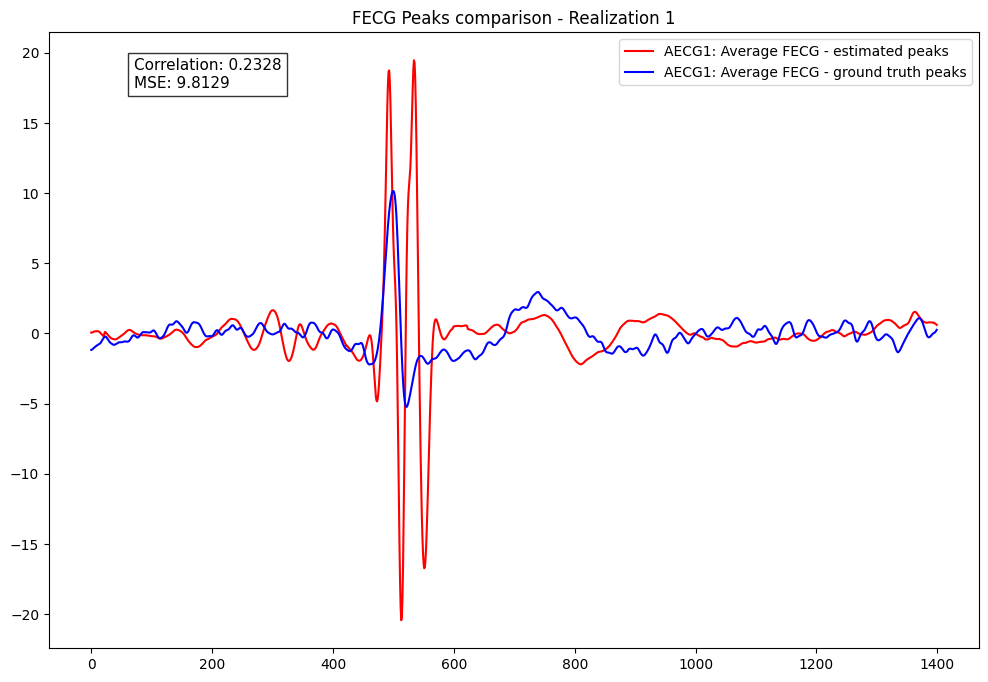 FECG Peaks comparison - Realization 1
Correlation: 0.2328
MSE: 9.8129
AECG1: Average FECG - estimated peaks
AECG1: Average FECG - ground truth peaks
20
15
10
5
0
−5
−10
−15
−20
0 200 400 600 800 1000 1200 1400